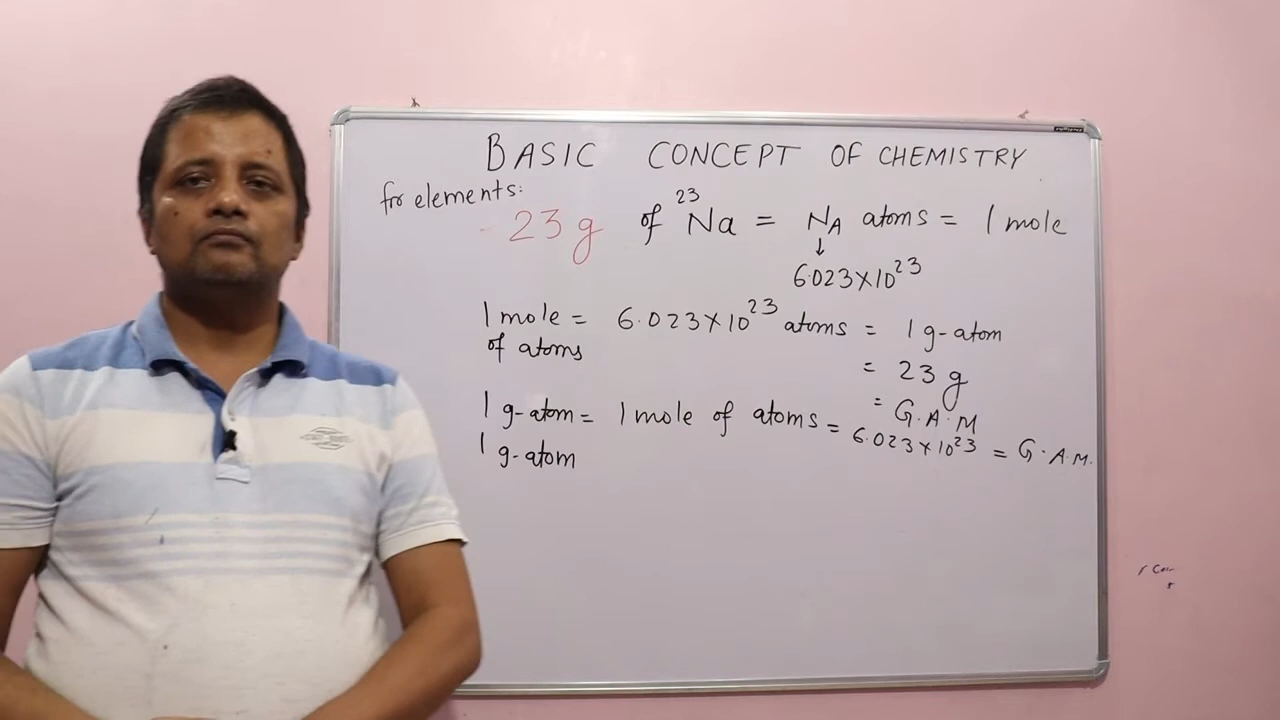 BASIC CONCEPT OF CHEMISTRY
for elements:
23 g of ²³Na = N_A atoms = 1 mole
↓
6.023×10²³
1 mole = 6.023×10²³ atoms = 1 g-atom
of atoms
= 23 g
= G.A.M
1 g-atom = 1 mole of atoms = 6.023×10²³ = G.A.M.
1 g-atom